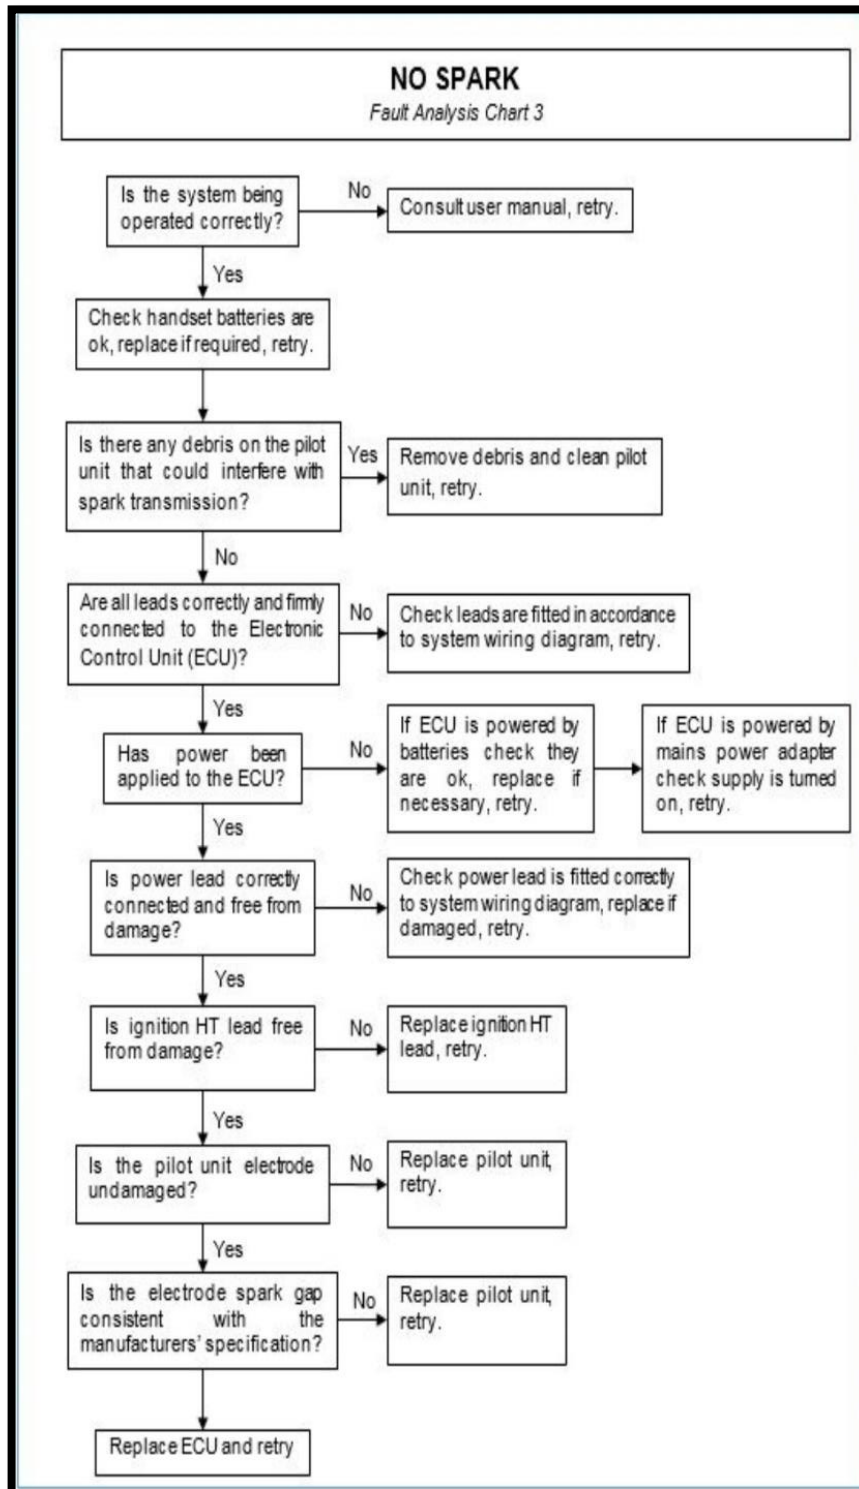 NO SPARK
Fault Analysis Chart 3
Is the system being
operated correctly?
No
Consult user manual, retry.
Yes
Check handset batteries are
ok, replace if required, retry.
Is there any debris on the pilot
unit that could interfere with
spark transmission?
Yes
Remove debris and clean pilot
unit, retry.
No
Are all leads correctly and firmly
connected to the Electronic
Control Unit (ECU)?
No
Check leads are fitted in accordance
to system wiring diagram, retry.
Yes
Has power been
applied to the ECU?
No
If ECU is powered by
batteries check they
are ok, replace if
necessary, retry.
If ECU is powered by
mains power adapter
check supply is turned
on, retry.
Yes
Is power lead correctly
connected and free from
damage?
No
Check power lead is fitted correctly
to system wiring diagram, replace if
damaged, retry.
Yes
Is ignition HT lead free
from damage?
No
Replace ignition HT
lead, retry.
Yes
Is the pilot unit electrode
undamaged?
No
Replace pilot unit,
retry.
Yes
Is the electrode spark gap
consistent with the
manufacturers' specification?
No
Replace pilot unit,
retry.
Replace ECU and retry